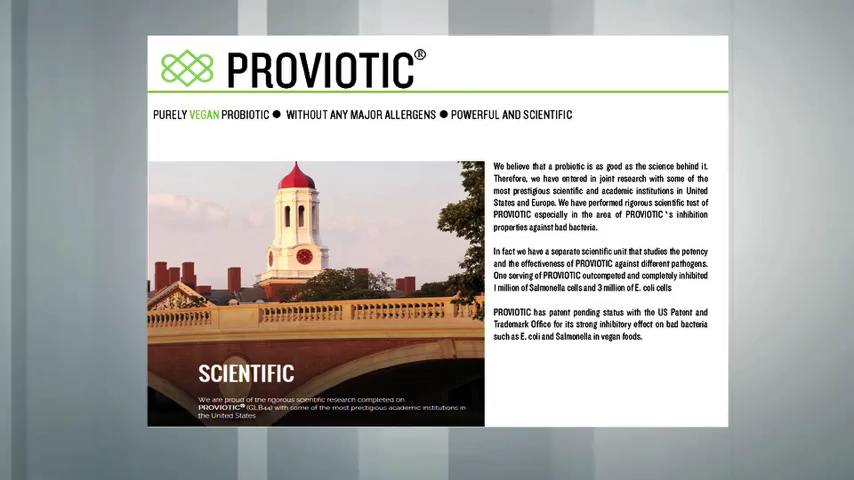 PROVIOTIC®
PURELY VEGAN PROBIOTIC ● WITHOUT ANY MAJOR ALLERGENS ● POWERFUL AND SCIENTIFIC
We believe that a probiotic is as good as the science behind it.
Therefore, we have entered in joint research with some of the
most prestigious scientific and academic institutions in United
States and Europe. We have performed rigorous scientific test of
PROVIOTIC especially in the area of PROVIOTIC`s inhibition
properties against bad bacteria.
In fact we have a separate scientific unit that studies the potency
and the effectiveness of PROVIOTIC against different pathogens.
One serving of PROVIOTIC outcompeted and completely inhibited
1 million of Salmonella cells and 3 million of E. coli cells
PROVIOTIC has patent pending status with the US Patent and
Trademark Office for its strong inhibitory effect on bad bacteria
such as E. coli and Salmonella in vegan foods.
SCIENTIFIC
We are proud of the rigorous scientific research completed on
PROVIOTIC® (GLB44) with some of the most prestigious academic institutions in
the United States